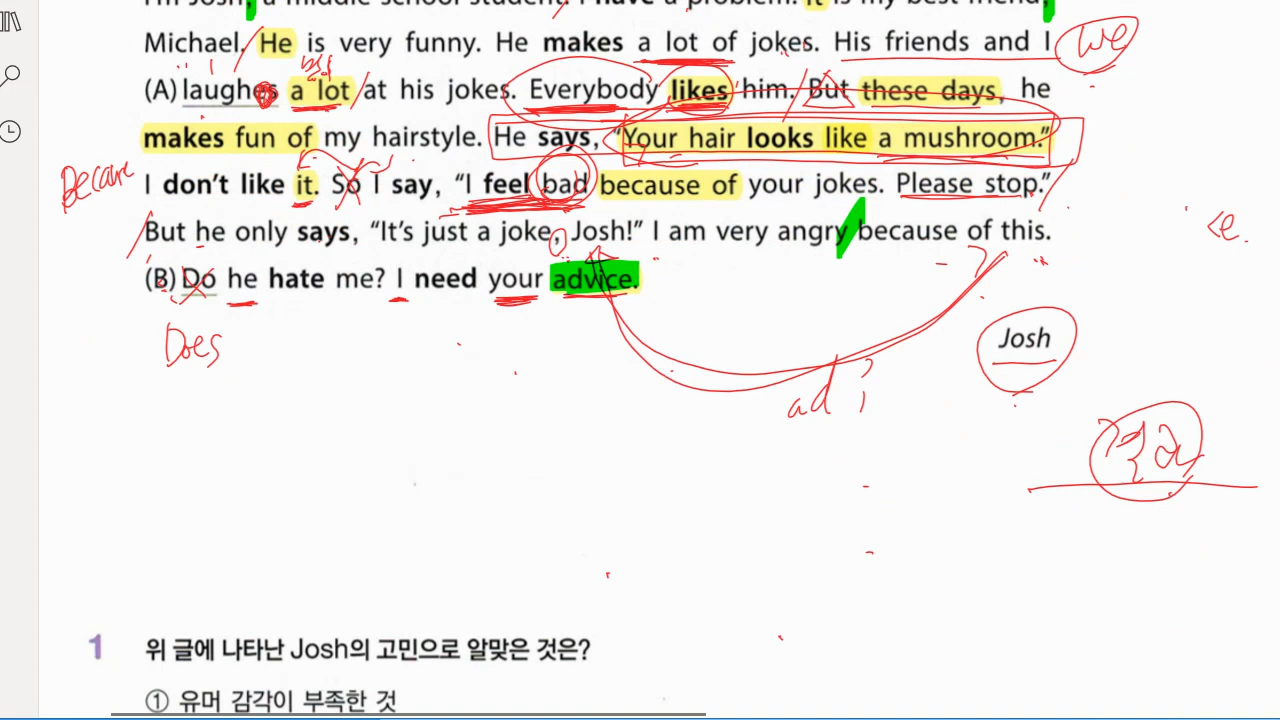 I'm Josh, a middle school student. I have a problem. It is my best friend,
Michael. He is very funny. He makes a lot of jokes. His friends and I we
(A) laughes a lot at his jokes. Everybody likes him. But these days, he
makes fun of my hairstyle. He says, "Your hair looks like a mushroom."
Because I don't like it. So I say, "I feel bad because of your jokes. Please stop."
But he only says, "It's just a joke, Josh!" I am very angry because of this.
(B) Do he hate me? I need your advice.
Does
Josh
ad
1 위 글에 나타난 Josh의 고민으로 알맞은 것은?
① 유머 감각이 부족한 것